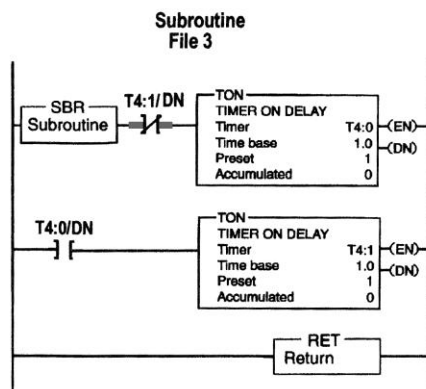 Subroutine
File 3
SBR
Subroutine
T4:1/DN
TON
TIMER ON DELAY
Timer T4:0
Time base 1.0
Preset 1
Accumulated 0
(EN)
(DN)
T4:0/DN
TON
TIMER ON DELAY
Timer T4:1
Time base 1.0
Preset 1
Accumulated 0
(EN)
(DN)
RET
Return